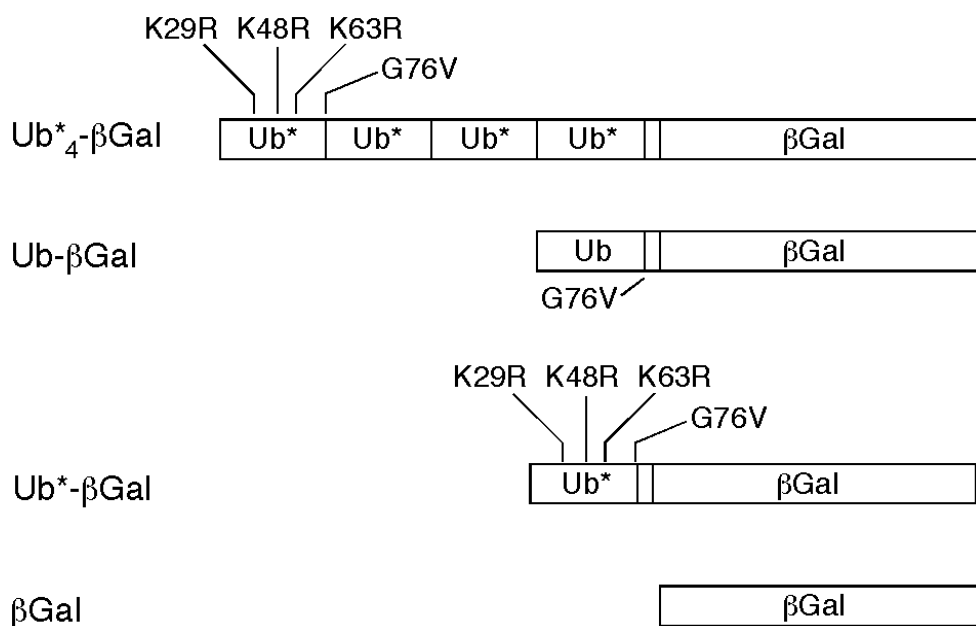 K29R K48R K63R
G76V
Ub*4-βGal Ub* Ub* Ub* Ub* βGal
Ub-βGal Ub βGal
G76V
K29R K48R K63R
G76V
Ub*-βGal Ub* βGal
βGal βGal